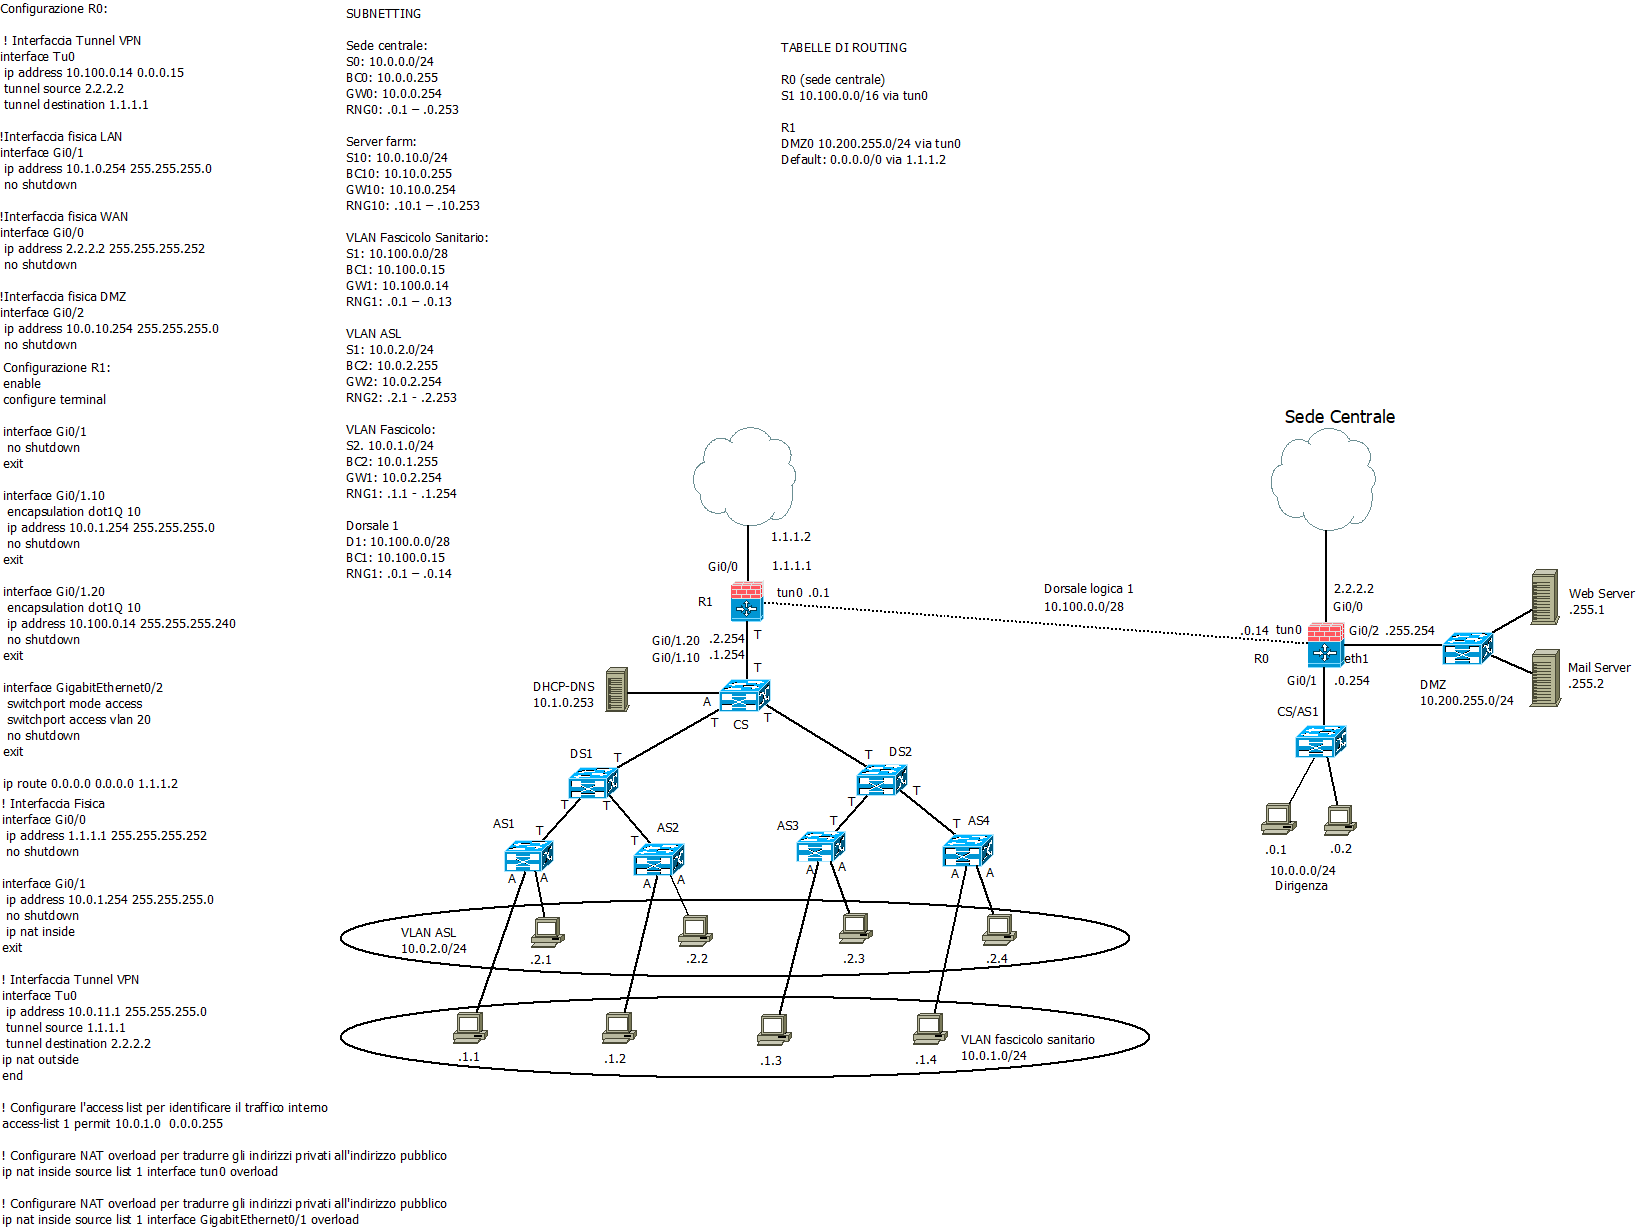 Configurazione R0:
! Interfaccia Tunnel VPN
interface Tu0
ip address 10.100.0.14 0.0.0.15
tunnel source 2.2.2.2
tunnel destination 1.1.1.1
!Interfaccia fisica LAN
interface Gi0/1
ip address 10.1.0.254 255.255.255.0
no shutdown
!Interfaccia fisica WAN
interface Gi0/0
ip address 2.2.2.2 255.255.255.252
no shutdown
!Interfaccia fisica DMZ
interface Gi0/2
ip address 10.0.10.254 255.255.255.0
no shutdown
Configurazione R1:
enable
configure terminal
interface Gi0/1
no shutdown
exit
interface Gi0/1.10
encapsulation dot1Q 10
ip address 10.0.1.254 255.255.255.0
no shutdown
exit
interface Gi0/1.20
encapsulation dot1Q 10
ip address 10.100.0.14 255.255.255.240
no shutdown
exit
interface GigabitEthernet0/2
switchport mode access
switchport access vlan 20
no shutdown
exit
ip route 0.0.0.0 0.0.0.0 1.1.1.2
! Interfaccia Fisica
interface Gi0/0
ip address 1.1.1.1 255.255.255.252
no shutdown
interface Gi0/1
ip address 10.0.1.254 255.255.255.0
no shutdown
ip nat inside
exit
! Interfaccia Tunnel VPN
interface Tu0
ip address 10.0.11.1 255.255.255.0
tunnel source 1.1.1.1
tunnel destination 2.2.2.2
ip nat outside
end
! Configurare l'access list per identificare il traffico interno
access-list 1 permit 10.0.1.0  0.0.0.255
! Configurare NAT overload per tradurre gli indirizzi privati all'indirizzo pubblico
ip nat inside source list 1 interface tun0 overload
! Configurare NAT overload per tradurre gli indirizzi privati all'indirizzo pubblico
ip nat inside source list 1 interface GigabitEthernet0/1 overload
SUBNETTING
Sede centrale:
S0: 10.0.0.0/24
BC0: 10.0.0.255
GW0: 10.0.0.254
RNG0: .0.1 – .0.253
Server farm:
S10: 10.0.10.0/24
BC10: 10.10.0.255
GW10: 10.10.0.254
RNG10: .10.1 – .10.253
VLAN Fascicolo Sanitario:
S1: 10.100.0.0/28
BC1: 10.100.0.15
GW1: 10.100.0.14
RNG1: .0.1 – .0.13
VLAN ASL
S1: 10.0.2.0/24
BC2: 10.0.2.255
GW2: 10.0.2.254
RNG2: .2.1 - .2.253
VLAN Fascicolo:
S2. 10.0.1.0/24
BC2: 10.0.1.255
GW1: 10.0.2.254
RNG1: .1.1 - .1.254
Dorsale 1
D1: 10.100.0.0/28
BC1: 10.100.0.15
RNG1: .0.1 – .0.14
TABELLE DI ROUTING
R0 (sede centrale)
S1 10.100.0.0/16 via tun0
R1
DMZ0 10.200.255.0/24 via tun0
Default: 0.0.0.0/0 via 1.1.1.2
Sede Centrale
1.1.1.2
Gi0/0
1.1.1.1
R1
tun0 .0.1
T
Gi0/1.20 .2.254
Gi0/1.10 .1.254
T
Dorsale logica 1
10.100.0.0/28
2.2.2.2
Gi0/0
.0.14 tun0
Gi0/2 .255.254
R0
eth1
Gi0/1
.0.254
Web Server
.255.1
Mail Server
.255.2
DMZ
10.200.255.0/24
CS/AS1
.0.1
.0.2
10.0.0.0/24
Dirigenza
DHCP-DNS
10.1.0.253
A
T
CS
T
DS1
T
T
T
T
DS2
T
T
AS1
T
A
A
T
AS2
A
A
AS3
T
A
A
T
AS4
A
A
VLAN ASL
10.0.2.0/24
.2.1
.2.2
.2.3
.2.4
.1.1
.1.2
.1.3
.1.4
VLAN fascicolo sanitario
10.0.1.0/24